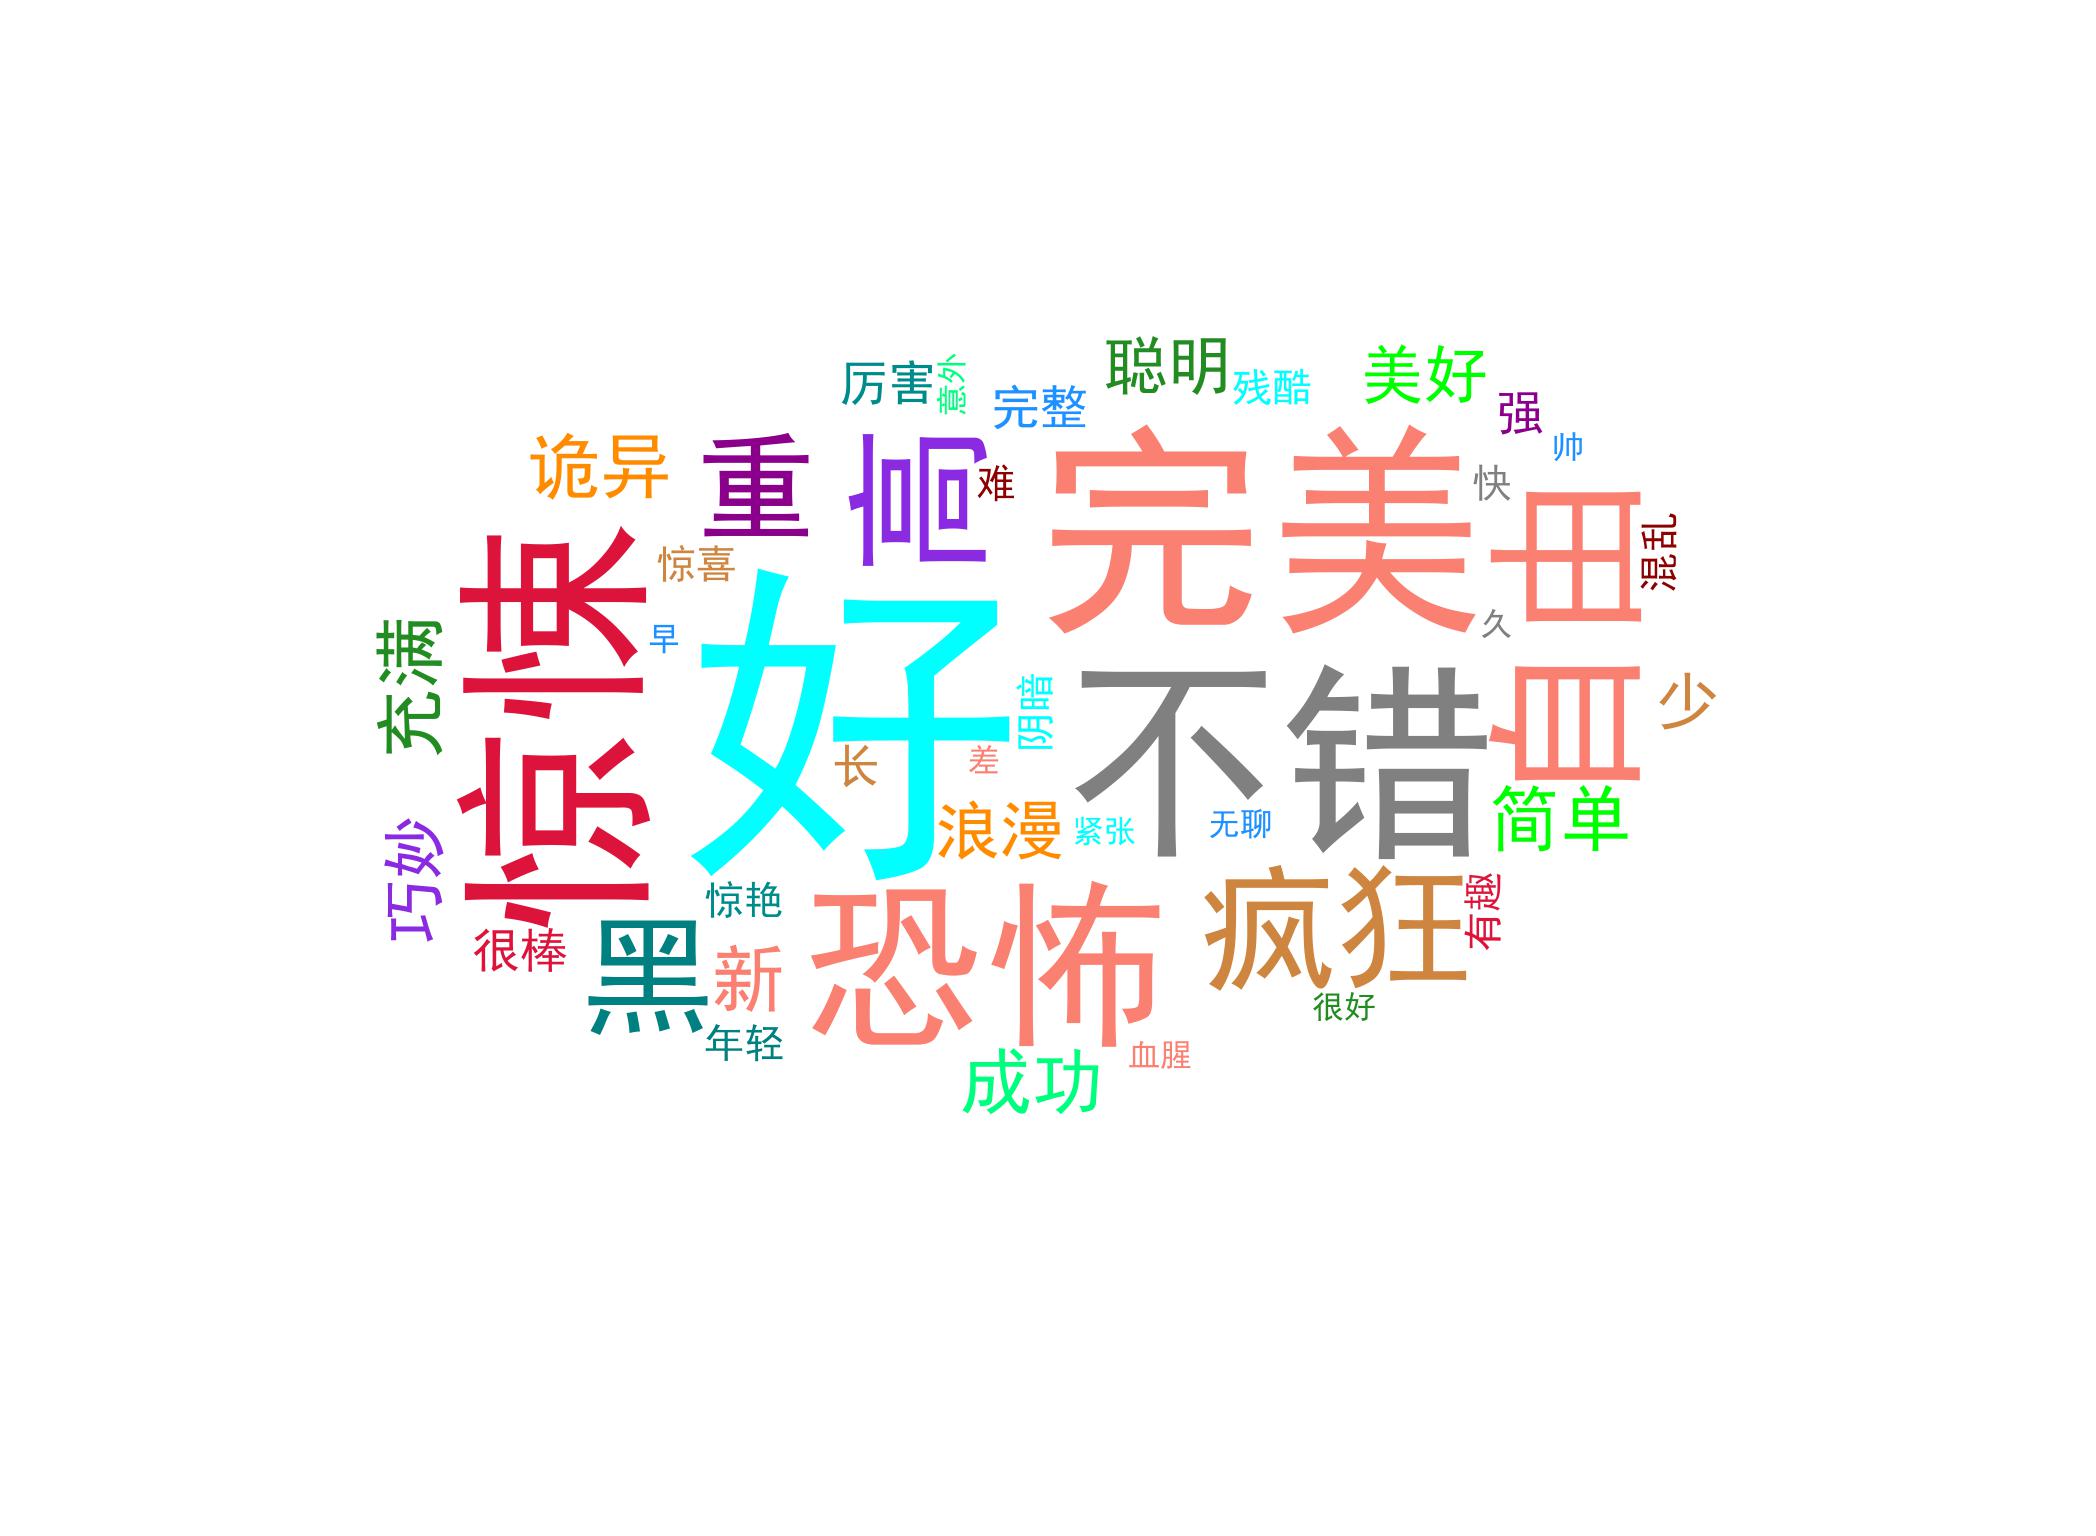 聪明
美好
厉害
意外
完整
残酷
强
帅
诡异
重
高
难
完美
快
自由
混乱
惊喜
惊悚
早
好
久
充满
阴暗
不错
少
长
差
浪漫
紧张
无聊
简单
巧妙
很棒
惊艳
恐怖
疯狂
有趣
黑
新
很好
年轻
成功
血腥